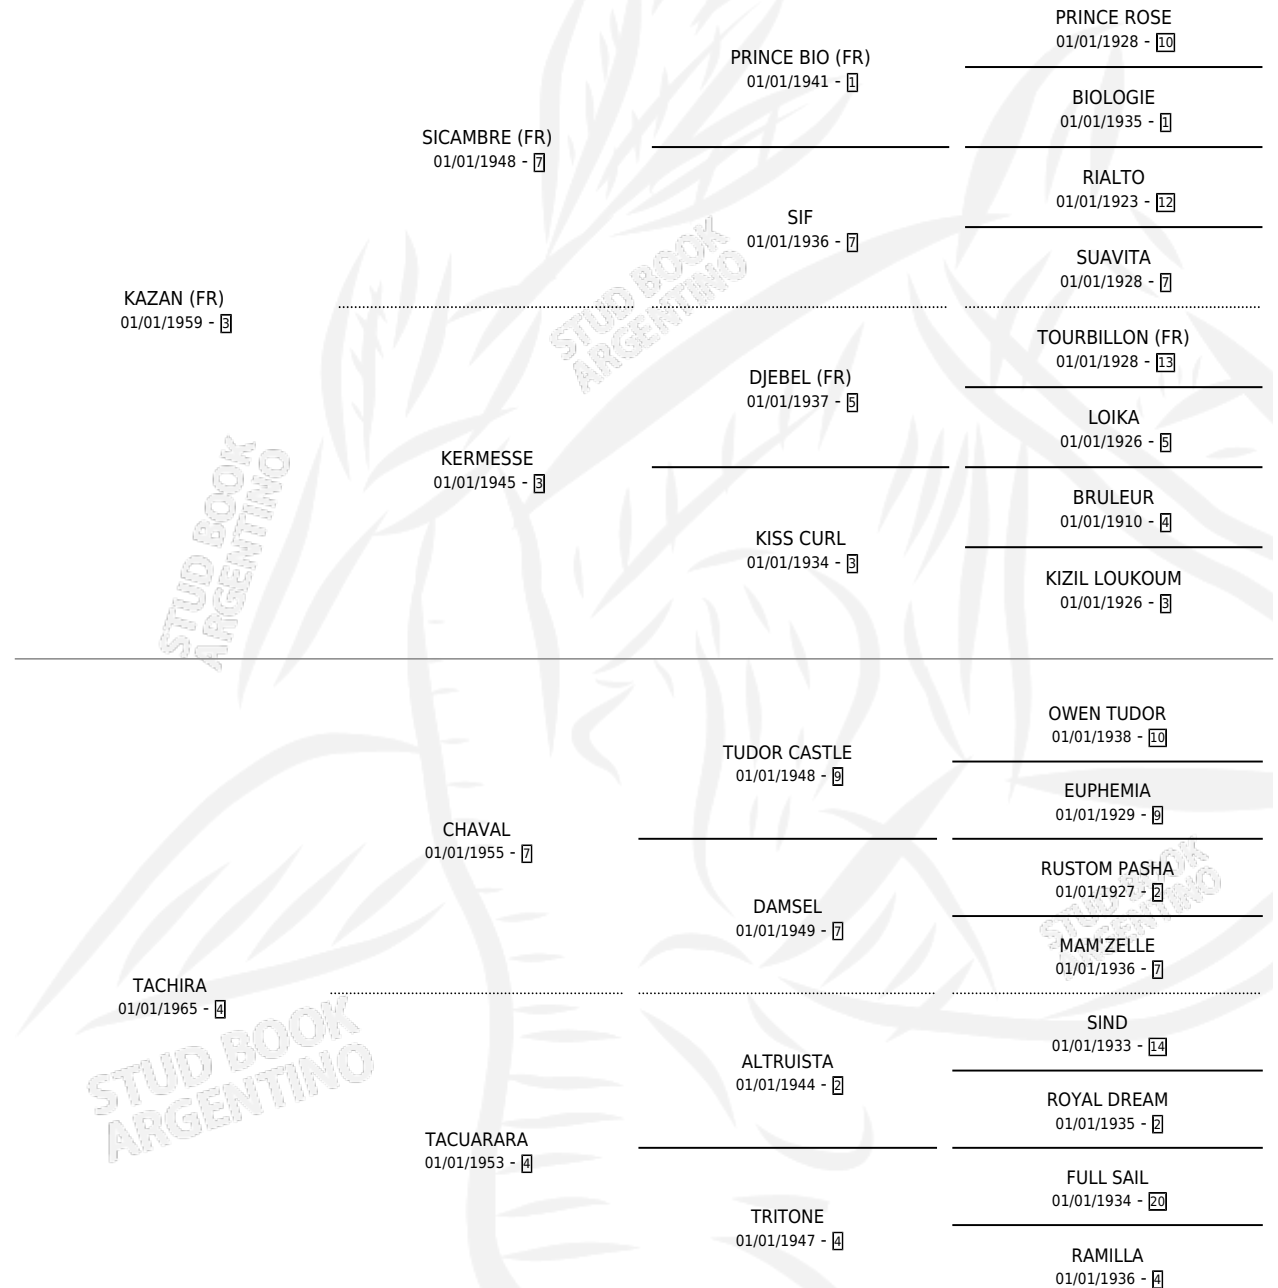 PRINCE ROSE
01/01/1928 - 10
PRINCE BIO (FR)
01/01/1941 - 1
BIOLOGIE
01/01/1935 - 1
SICAMBRE (FR)
01/01/1948 - 7
RIALTO
01/01/1923 - 12
SIF
01/01/1936 - 7
SUAVITA
01/01/1928 - 7
STUD BOOK
ARGENTINO
KAZAN (FR)
01/01/1959 - 3
TOURBILLON (FR)
01/01/1928 - 13
DJEBEL (FR)
01/01/1937 - 5
LOIKA
01/01/1926 - 5
KERMESSE
01/01/1945 - 3
BRULEUR
01/01/1910 - 4
KISS CURL
01/01/1934 - 3
KIZIL LOUKOUM
01/01/1926 - 3
STUD BOOK
ARGENTINO
OWEN TUDOR
01/01/1938 - 10
TUDOR CASTLE
01/01/1948 - 9
EUPHEMIA
01/01/1929 - 9
CHAVAL
01/01/1955 - 7
RUSTOM PASHA
01/01/1927 - 2
DAMSEL
01/01/1949 - 7
MAM'ZELLE
01/01/1936 - 7
STUD BOOK
ARGENTINO
TACHIRA
01/01/1965 - 4
SIND
01/01/1933 - 14
ALTRUISTA
01/01/1944 - 2
ROYAL DREAM
01/01/1935 - 2
STUD BOOK
ARGENTINO
TACUARARA
01/01/1953 - 4
FULL SAIL
01/01/1934 - 20
TRITONE
01/01/1947 - 4
RAMILLA
01/01/1936 - 4